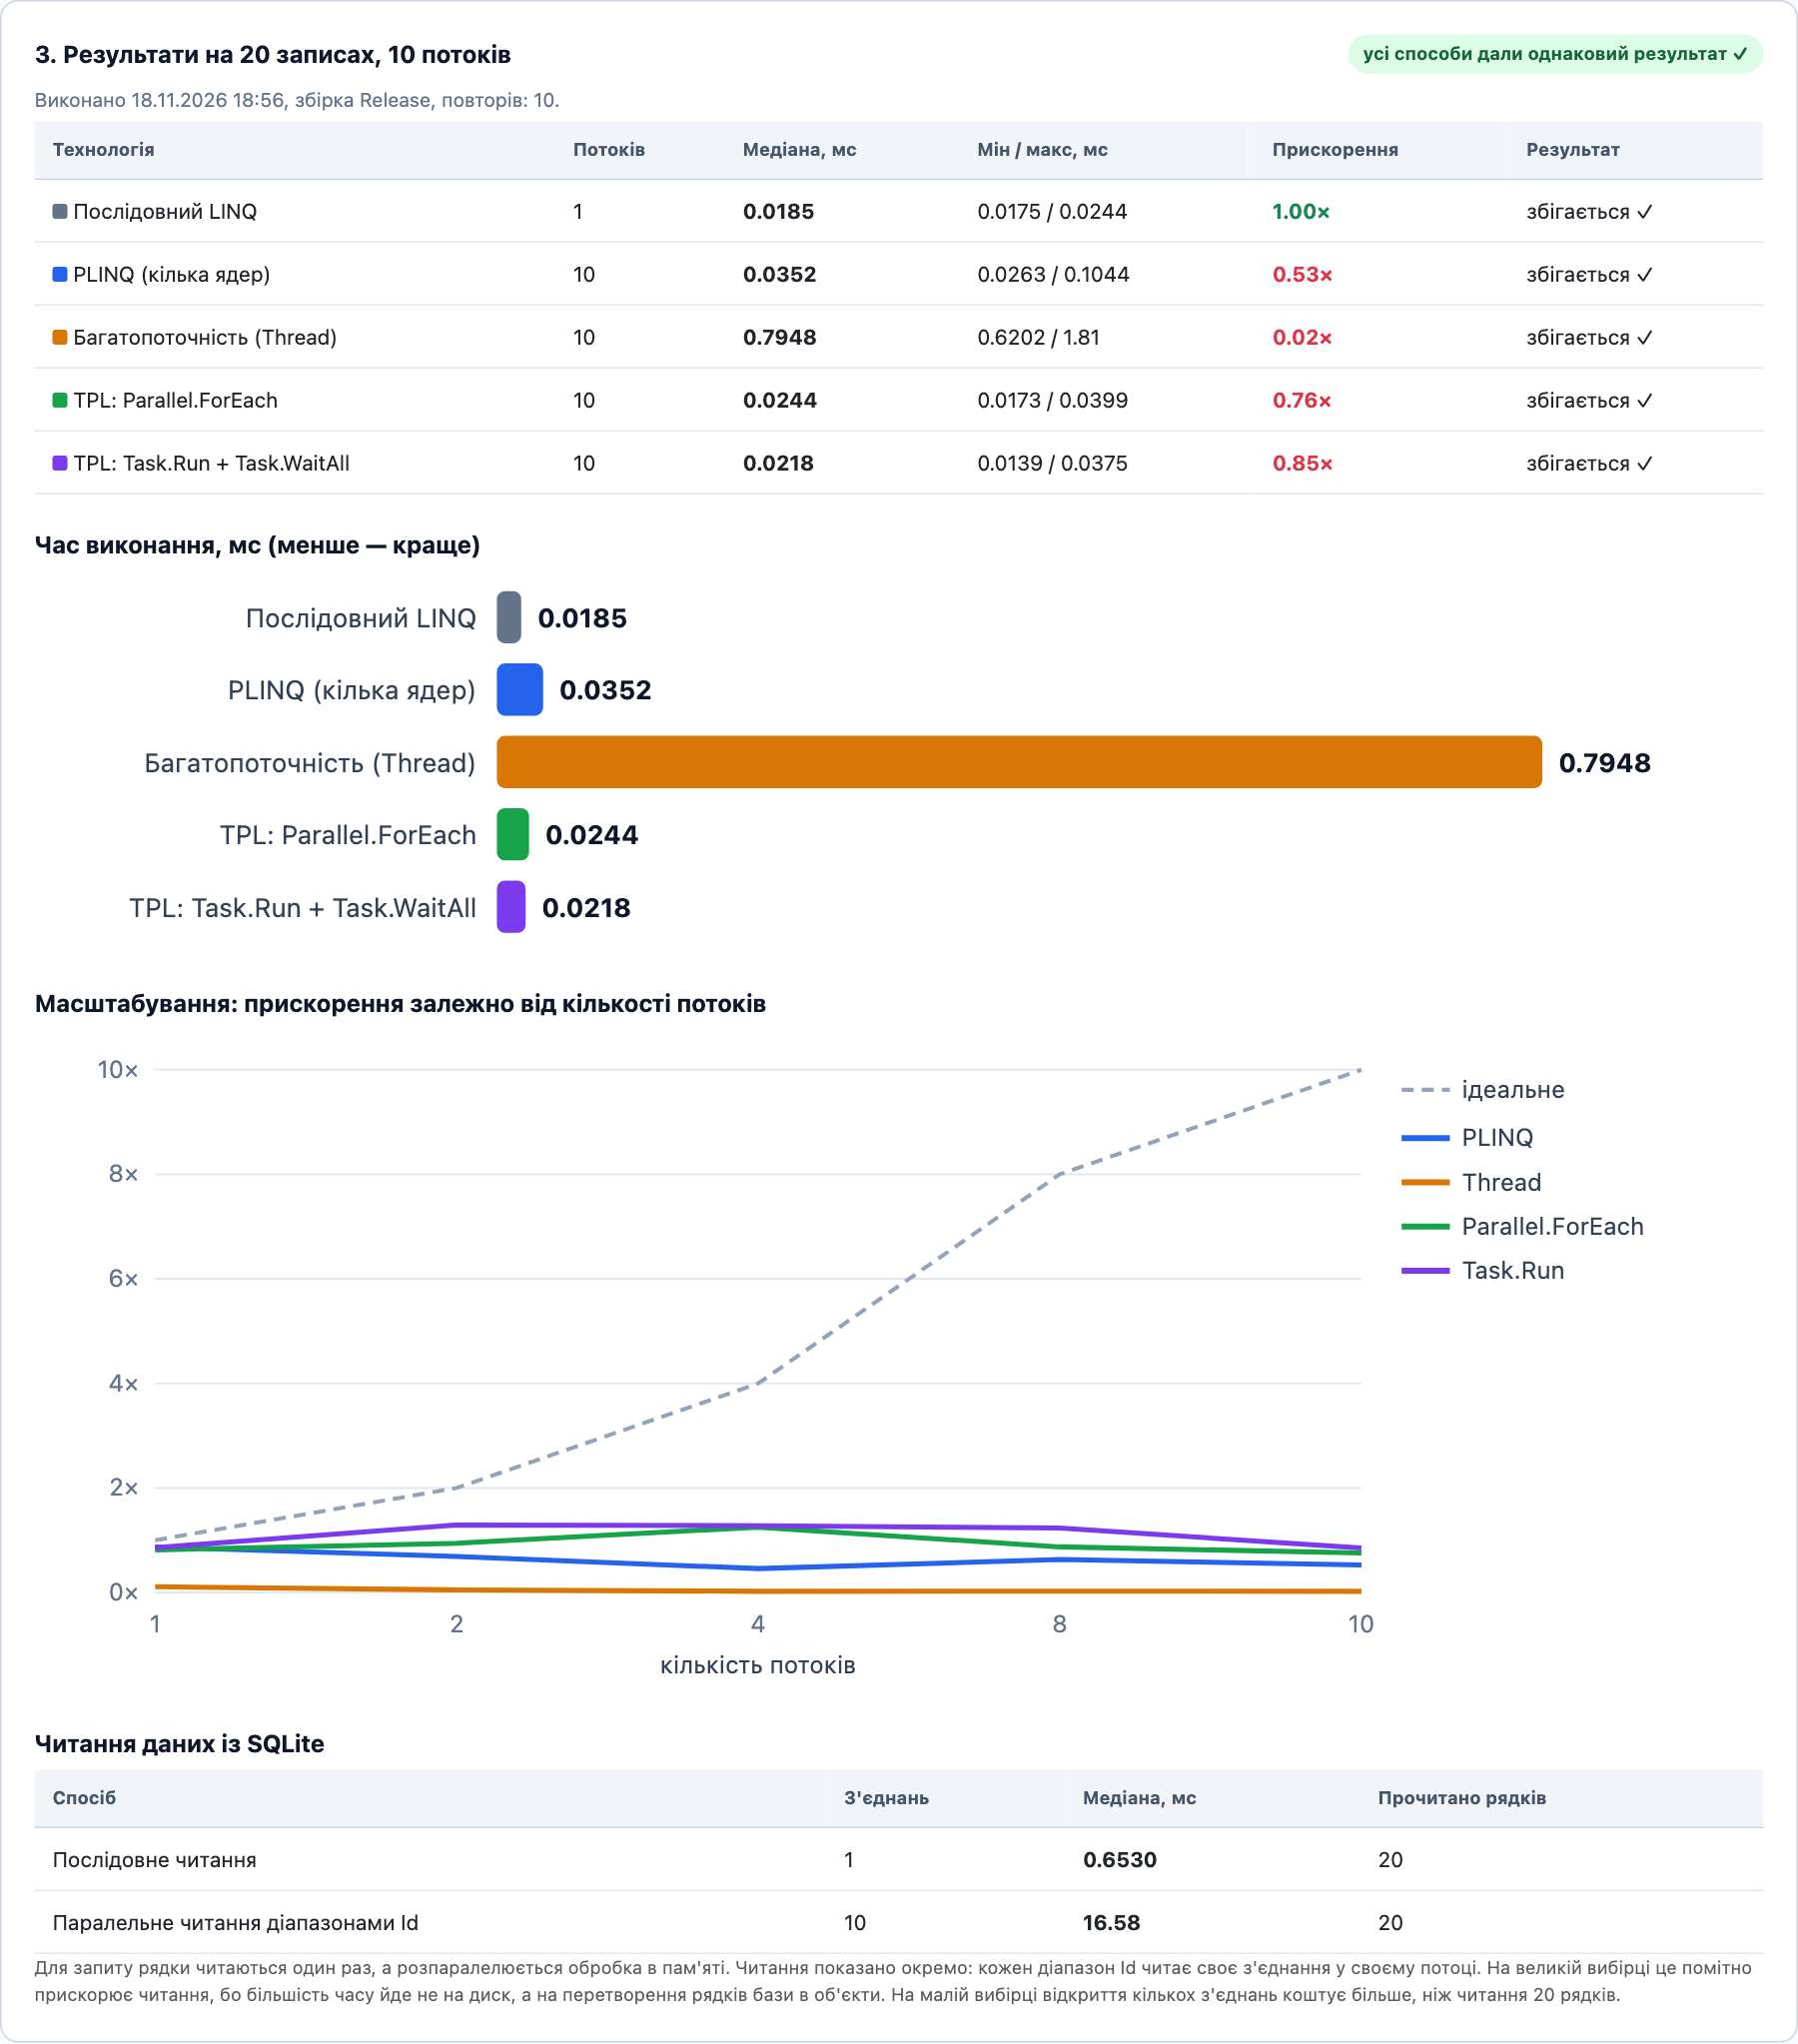 3. Результати на 20 записах, 10 потоків
усі способи дали однаковий результат ✓
Виконано 18.11.2026 18:56, збірка Release, повторів: 10.
Технологія Потоків Медіана, мс Мін / макс, мс Прискорення Результат
Послідовний LINQ 1 0.0185 0.0175 / 0.0244 1.00× збігається ✓
PLINQ (кілька ядер) 10 0.0352 0.0263 / 0.1044 0.53× збігається ✓
Багатопоточність (Thread) 10 0.7948 0.6202 / 1.81 0.02× збігається ✓
TPL: Parallel.ForEach 10 0.0244 0.0173 / 0.0399 0.76× збігається ✓
TPL: Task.Run + Task.WaitAll 10 0.0218 0.0139 / 0.0375 0.85× збігається ✓
Час виконання, мс (менше — краще)
Послідовний LINQ 0.0185
PLINQ (кілька ядер) 0.0352
Багатопоточність (Thread) 0.7948
TPL: Parallel.ForEach 0.0244
TPL: Task.Run + Task.WaitAll 0.0218
Масштабування: прискорення залежно від кількості потоків
10×
8×
6×
4×
2×
0×
1 2 4 8 10
кількість потоків
ідеальне
PLINQ
Thread
Parallel.ForEach
Task.Run
Читання даних із SQLite
Спосіб З'єднань Медіана, мс Прочитано рядків
Послідовне читання 1 0.6530 20
Паралельне читання діапазонами Id 10 16.58 20
Для запиту рядки читаються один раз, а розпаралелюється обробка в пам'яті. Читання показано окремо: кожен діапазон Id читає своє з'єднання у своєму потоці. На великій вибірці це помітно
прискорює читання, бо більшість часу йде не на диск, а на перетворення рядків бази в об'єкти. На малій вибірці відкриття кількох з'єднань коштує більше, ніж читання 20 рядків.